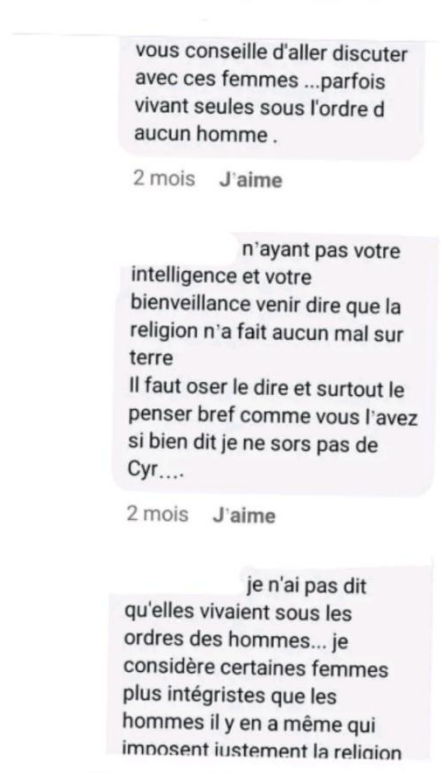 vous conseille d'aller discuter
avec ces femmes ...parfois
vivant seules sous l'ordre d
aucun homme .
2 mois J'aime
n'ayant pas votre
intelligence et votre
bienveillance venir dire que la
religion n'a fait aucun mal sur
terre
Il faut oser le dire et surtout le
penser bref comme vous l'avez
si bien dit je ne sors pas de
Cyr....
2 mois J'aime
je n'ai pas dit
qu'elles vivaient sous les
ordres des hommes... je
considère certaines femmes
plus intégristes que les
hommes il y en a même qui
imposent justement la religion